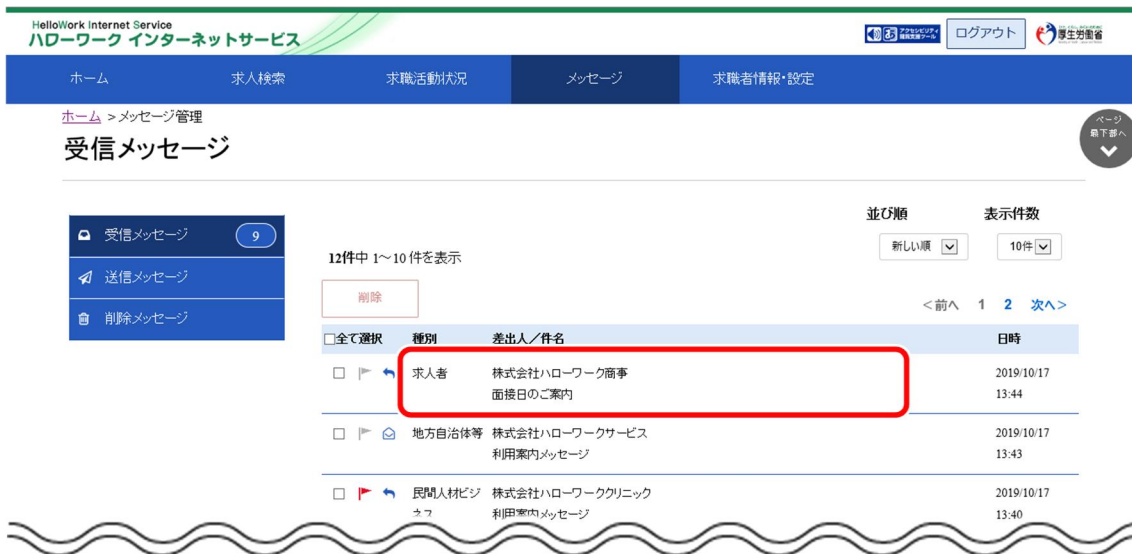 HelloWork Internet Service
ハローワーク インターネットサービス
ログアウト
厚生労働省
ホーム 求人検索 求職活動状況 メッセージ 求職者情報・設定
ホーム >メッセージ管理
ページ
最下部へ
受信メッセージ
並び順 表示件数
受信メッセージ 9
新しい順 10件
12件中 1～10 件を表示
送信メッセージ
削除
<前へ 1 2 次へ>
削除メッセージ
全て選択 種別 差出人／件名 日時
求人者 株式会社ハローワーク商事 2019/10/17
面接日のご案内 13:44
地方自治体等 株式会社ハローワークサービス 2019/10/17
利用案内メッセージ 13:43
民間人材ビジ 株式会社ハローワーククリニック 2019/10/17
ネス 利用案内メッセージ 13:40